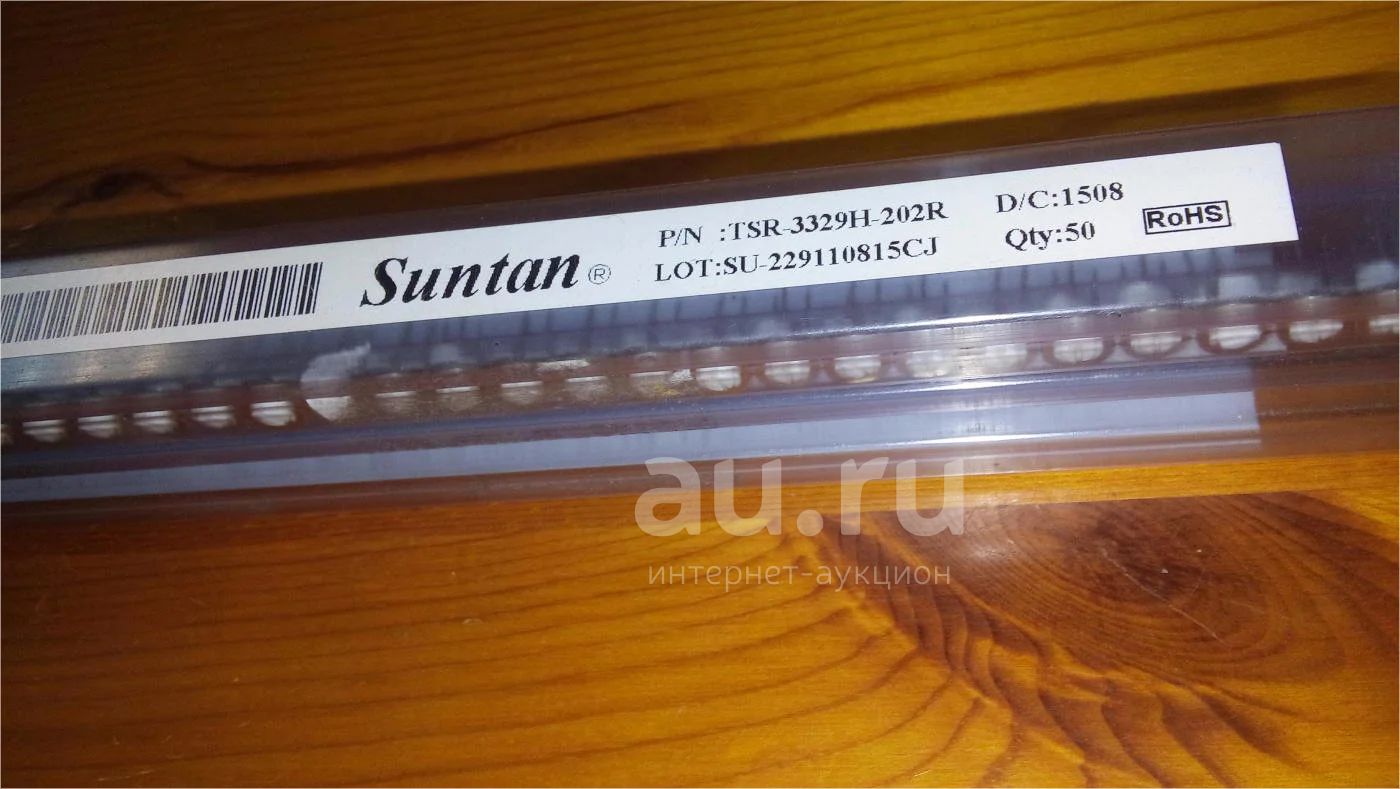 Suntan®
P/N :TSR-3329H-202R
LOT:SU-229110815CJ
D/C:1508
Qty:50
RoHS
au.ru
интернет-аукцион